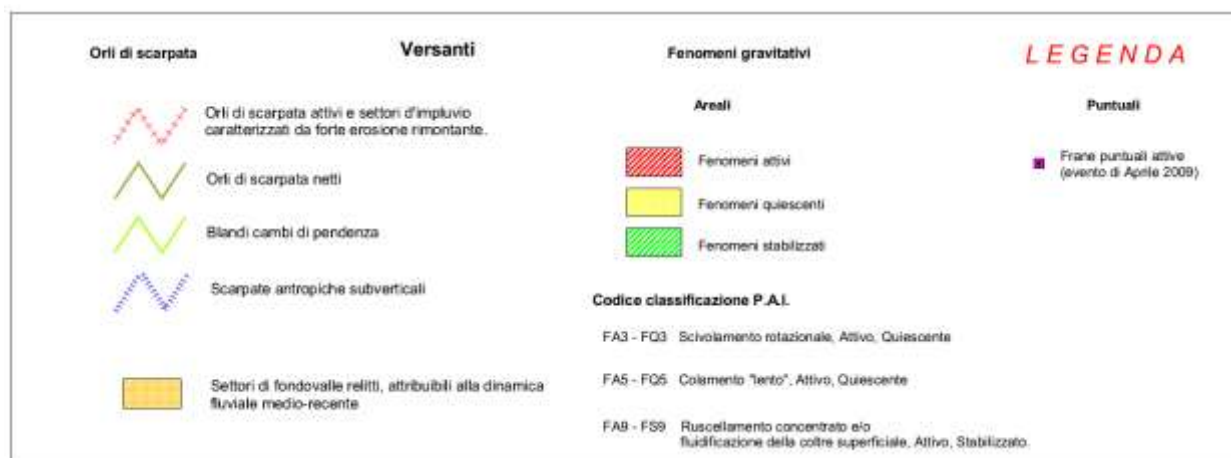 Versanti
LEGENDA
Orli di scarpata
Orli di scarpata attivi e settori d'impluvio
caratterizzati da forte erosione rimontante.
Orli di scarpata netti
Blandi cambi di pendenza
Scarpate antropiche subverticali
Settori di fondovalle relitti, attribuibili alla dinamica
fluviale medio-recente
Fenomeni gravitativi
Areali
Fenomeni attivi
Fenomeni quiescenti
Fenomeni stabilizzati
Puntuali
Frane puntuali attive
(evento di Aprile 2009)
Codice classificazione P.A.I.
FA3 - FQ3 Scivolamento rotazionale, Attivo, Quiescente
FA5 - FQ5 Colamento "lento", Attivo, Quiescente
FA9 - FS9 Ruscellamento concentrato e/o
fluidificazione della coltre superficiale, Attivo, Stabilizzato.